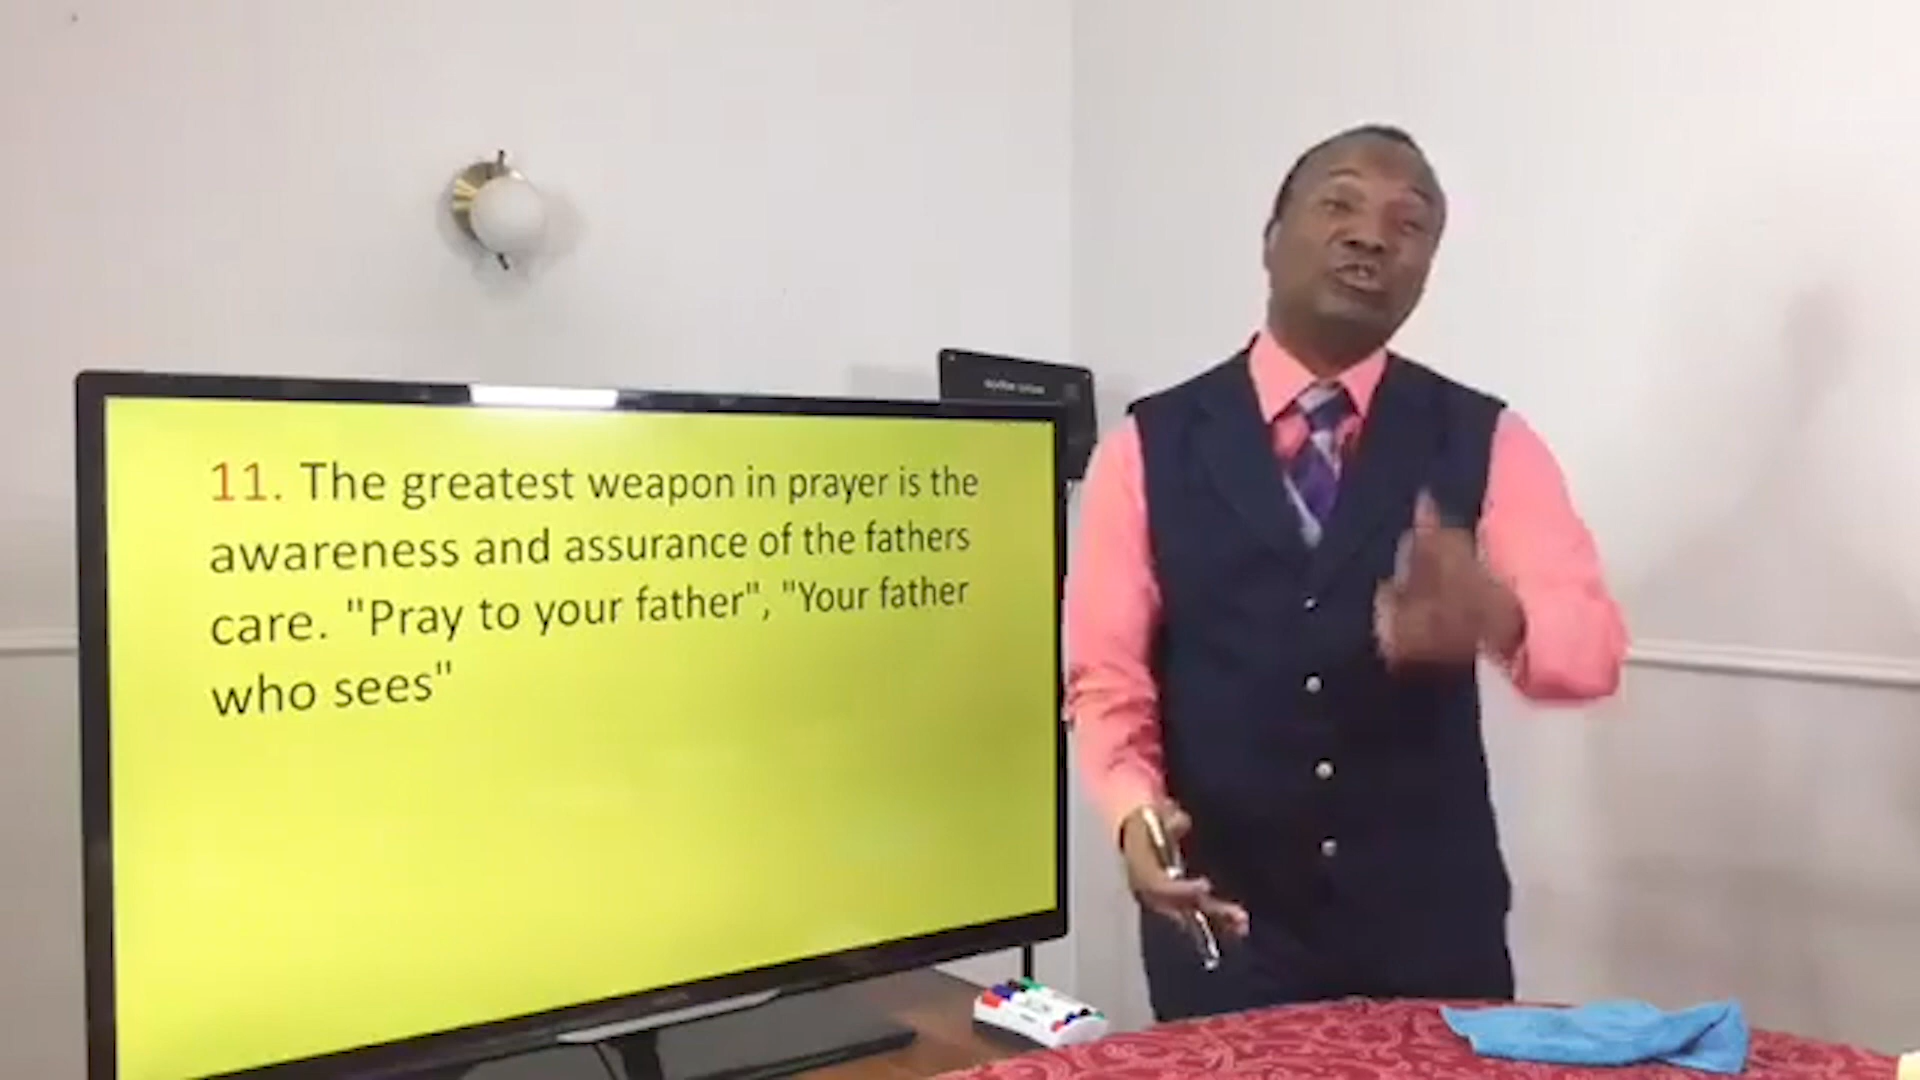 11. The greatest weapon in prayer is the
awareness and assurance of the fathers
care. "Pray to your father", "Your father
who sees"